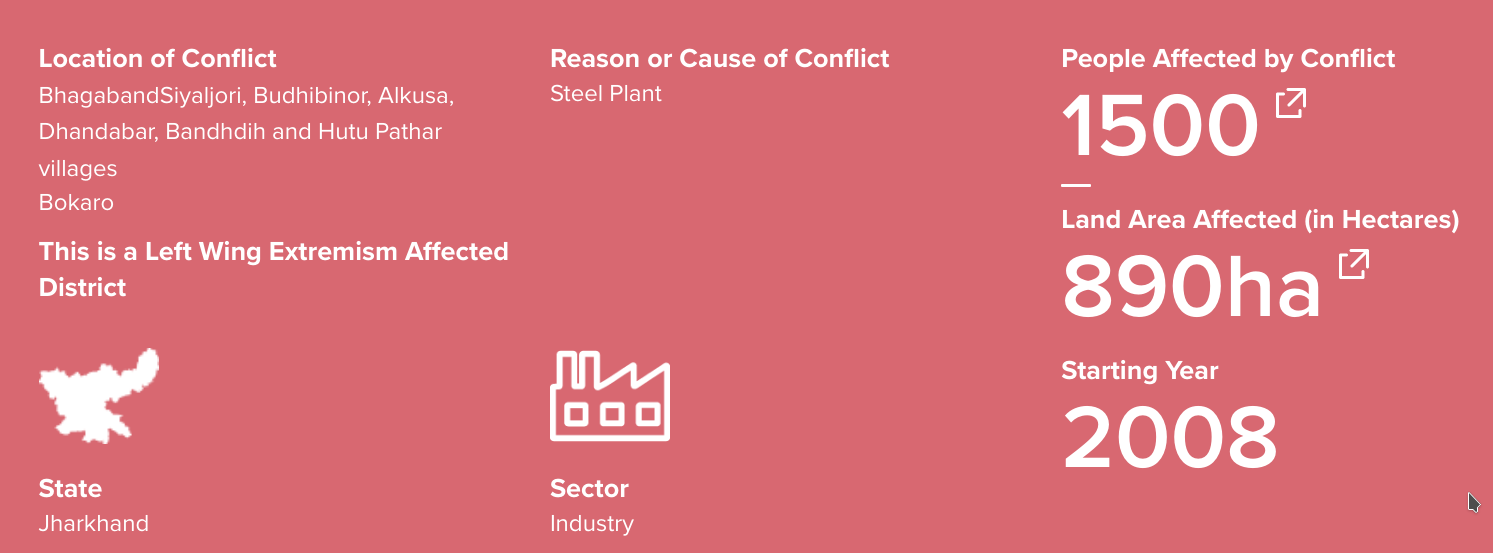 Location of Conflict
BhagabandSiyaljori, Budhibinor, Alkusa,
Dhandabar, Bandhdih and Hutu Pathar
villages
Bokaro
This is a Left Wing Extremism Affected
District
State
Jharkhand
Reason or Cause of Conflict
Steel Plant
Sector
Industry
People Affected by Conflict
1500
Land Area Affected (in Hectares)
890ha
Starting Year
2008